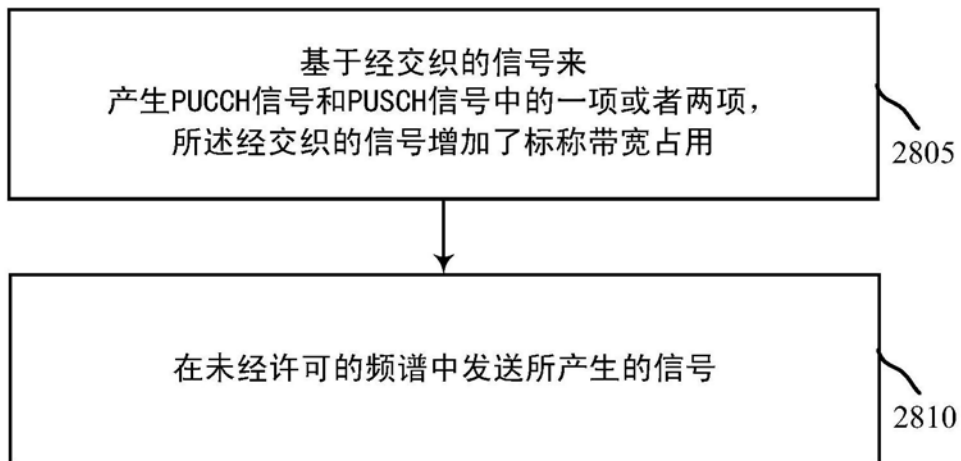 基于经交织的信号来
产生PUCCH信号和PUSCH信号中的一项或者两项，
所述经交织的信号增加了标称带宽占用
2805
在未经许可的频谱中发送所产生的信号
2810